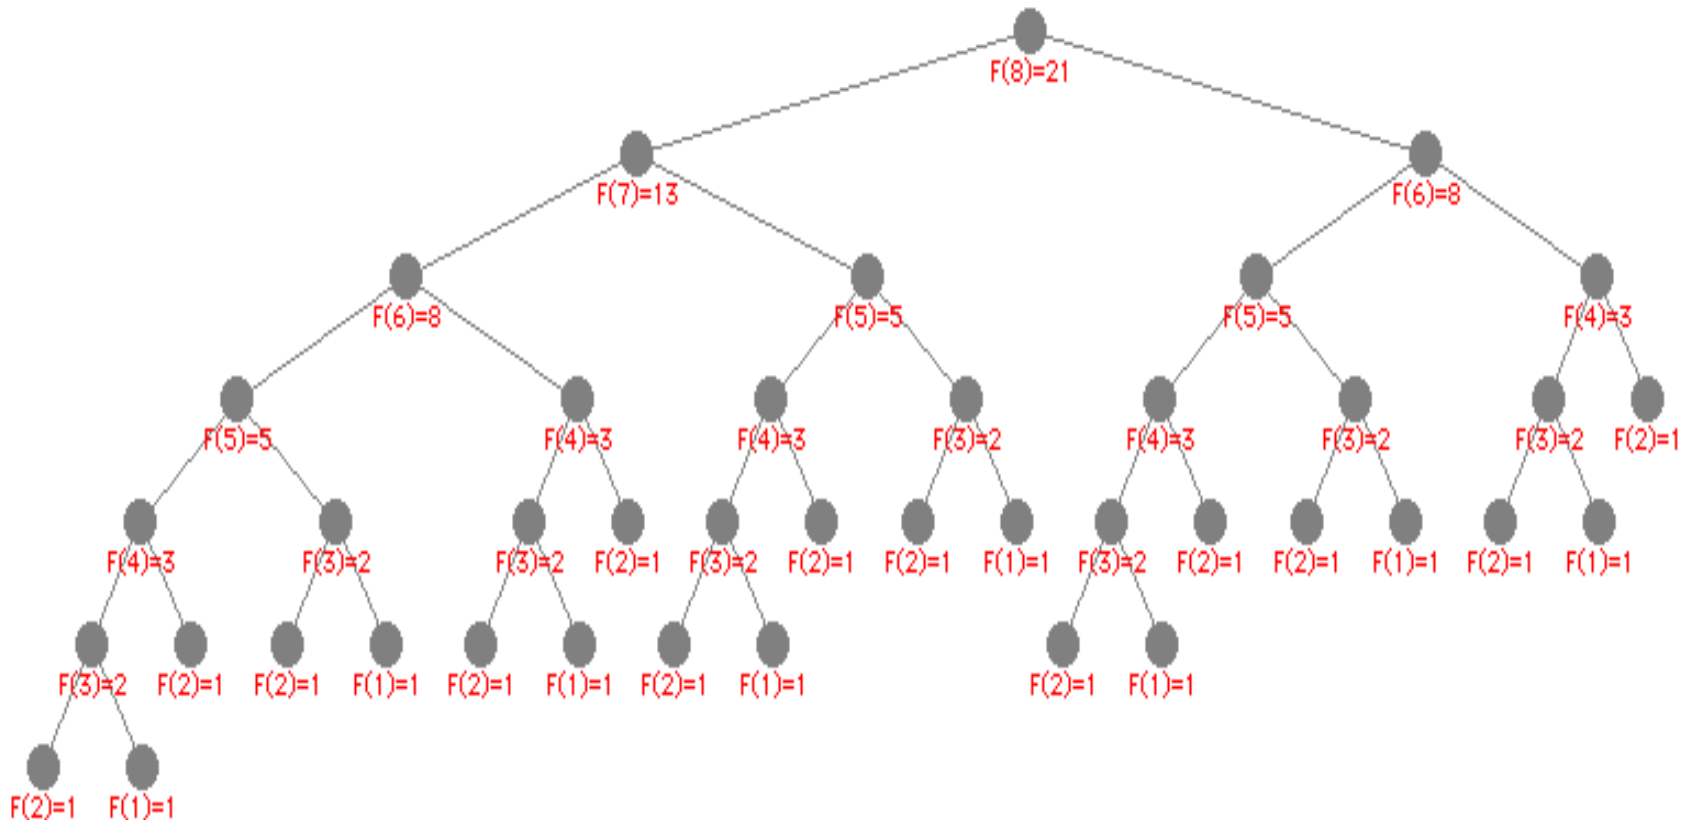 F(8)=21
F(7)=13 F(6)=8
F(6)=8 F(5)=5 F(5)=5 F(4)=3
F(5)=5 F(4)=3 F(4)=3 F(3)=2 F(4)=3 F(3)=2 F(3)=2 F(2)=1
F(4)=3 F(3)=2 F(3)=2 F(2)=1 F(3)=2 F(2)=1 F(2)=1 F(1)=1 F(3)=2 F(2)=1 F(2)=1 F(1)=1 F(2)=1 F(1)=1
F(3)=2 F(2)=1 F(2)=1 F(1)=1 F(2)=1 F(1)=1 F(2)=1 F(1)=1 F(2)=1 F(1)=1
F(2)=1 F(1)=1